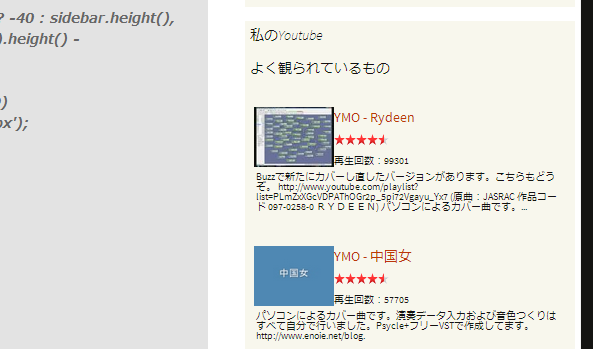 ? -40 : sidebar.height(),
).height() -
)
ox');
私のYoutube
よく観られているもの
YMO - Rydeen
再生回数：99301
Buzzで新たにカバーし直したバージョンがあります。こちらもどう
ぞ。 http://www.youtube.com/playlist?
list=PLmZxXGcVDPAThOGr2p_5pI72Vgayu_Yx7 (原曲：JASRAC 作品コー
ド 097-0258-0 ＲＹＤＥＥＮ) パソコンによるカバー曲です。...
YMO - 中国女
中国女
再生回数：57705
パソコンによるカバー曲です。演奏データ入力および音色つくりは
すべて自分で行いました。Psycle+フリーVSTで作成してます。
http://www.enoie.net/blog.